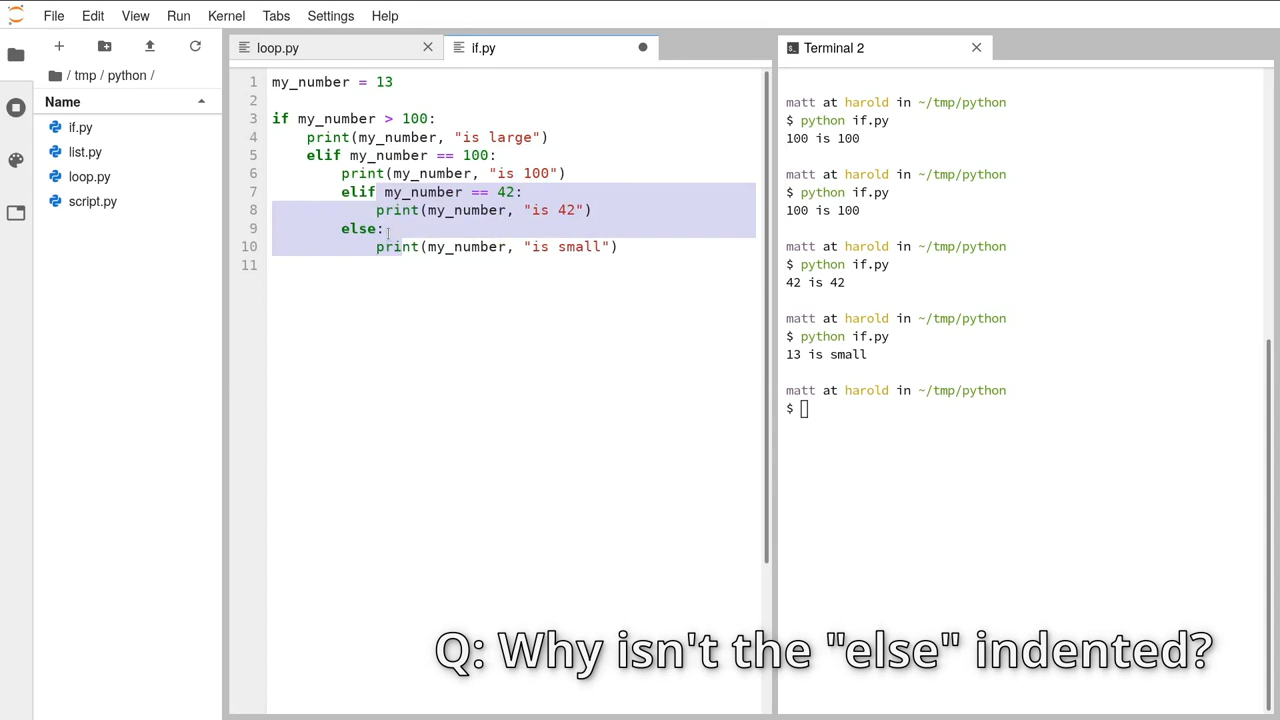 File Edit View Run Kernel Tabs Settings Help
/ tmp / python /
Name
if.py
list.py
loop.py
script.py
loop.py
if.py
1 my_number = 13
2
3 if my_number > 100:
4 print(my_number, "is large")
5 elif my_number == 100:
6 print(my_number, "is 100")
7 elif my_number == 42:
8 print(my_number, "is 42")
9 else:
10 print(my_number, "is small")
11
Terminal 2
matt at harold in ~/tmp/python
$ python if.py
100 is 100
matt at harold in ~/tmp/python
$ python if.py
100 is 100
matt at harold in ~/tmp/python
$ python if.py
42 is 42
matt at harold in ~/tmp/python
$ python if.py
13 is small
matt at harold in ~/tmp/python
$
Q: Why isn't the "else" indented?